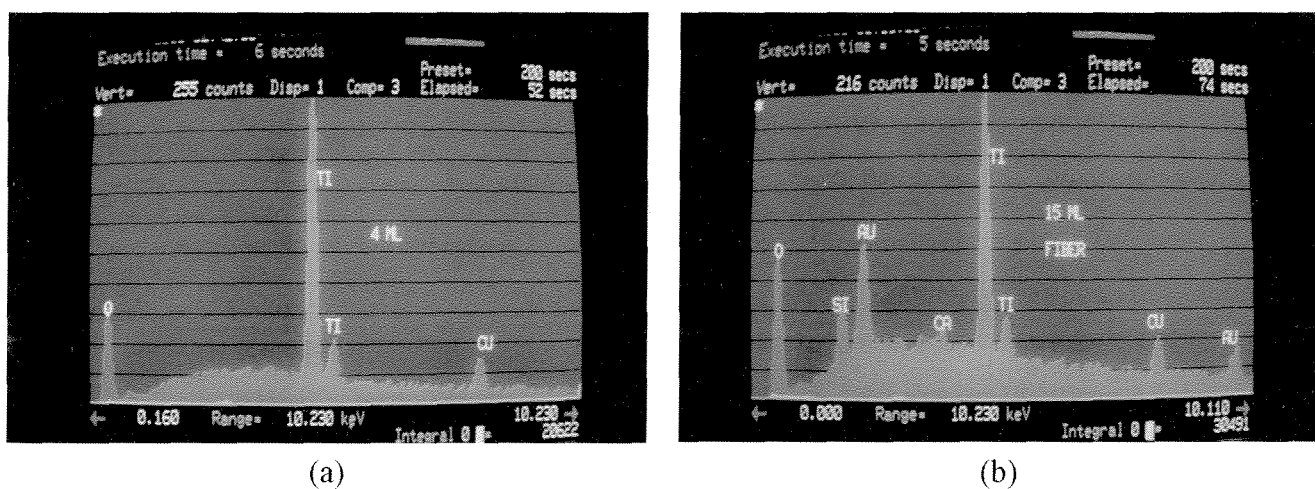 Execution time = 6 seconds
Preset= 200 secs
Vert= 255 counts Disp= 1 Comp= 3 Elapsed= 52 secs
TI
4 ML
O
TI
CU
← 0.160 Range= 10.230 keV 10.230 →
Integral 0 = 20622
(a)
Execution time = 5 seconds
Preset= 200 secs
Vert= 216 counts Disp= 1 Comp= 3 Elapsed= 74 secs
TI
15 ML
AU
O
FIBER
SI
CA
TI
CU
AU
← 0.000 Range= 10.230 keV 10.110 →
Integral 0 = 30491
(b)